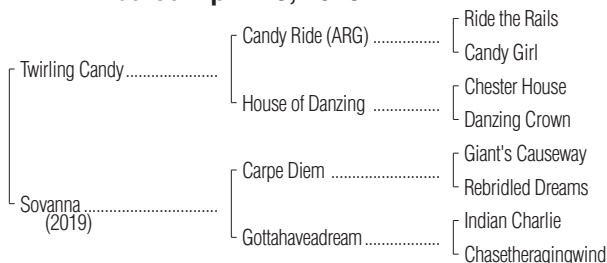 Ride the Rails
Candy Ride (ARG) ................
Candy Girl
Twirling Candy ......................
Chester House
House of Danzing ................
Danzing Crown
Giant's Causeway
Carpe Diem ..........................
Rebridled Dreams
Sovanna ................................
(2019)
Indian Charlie
Gottahaveadream ..................
Chasetheragingwind